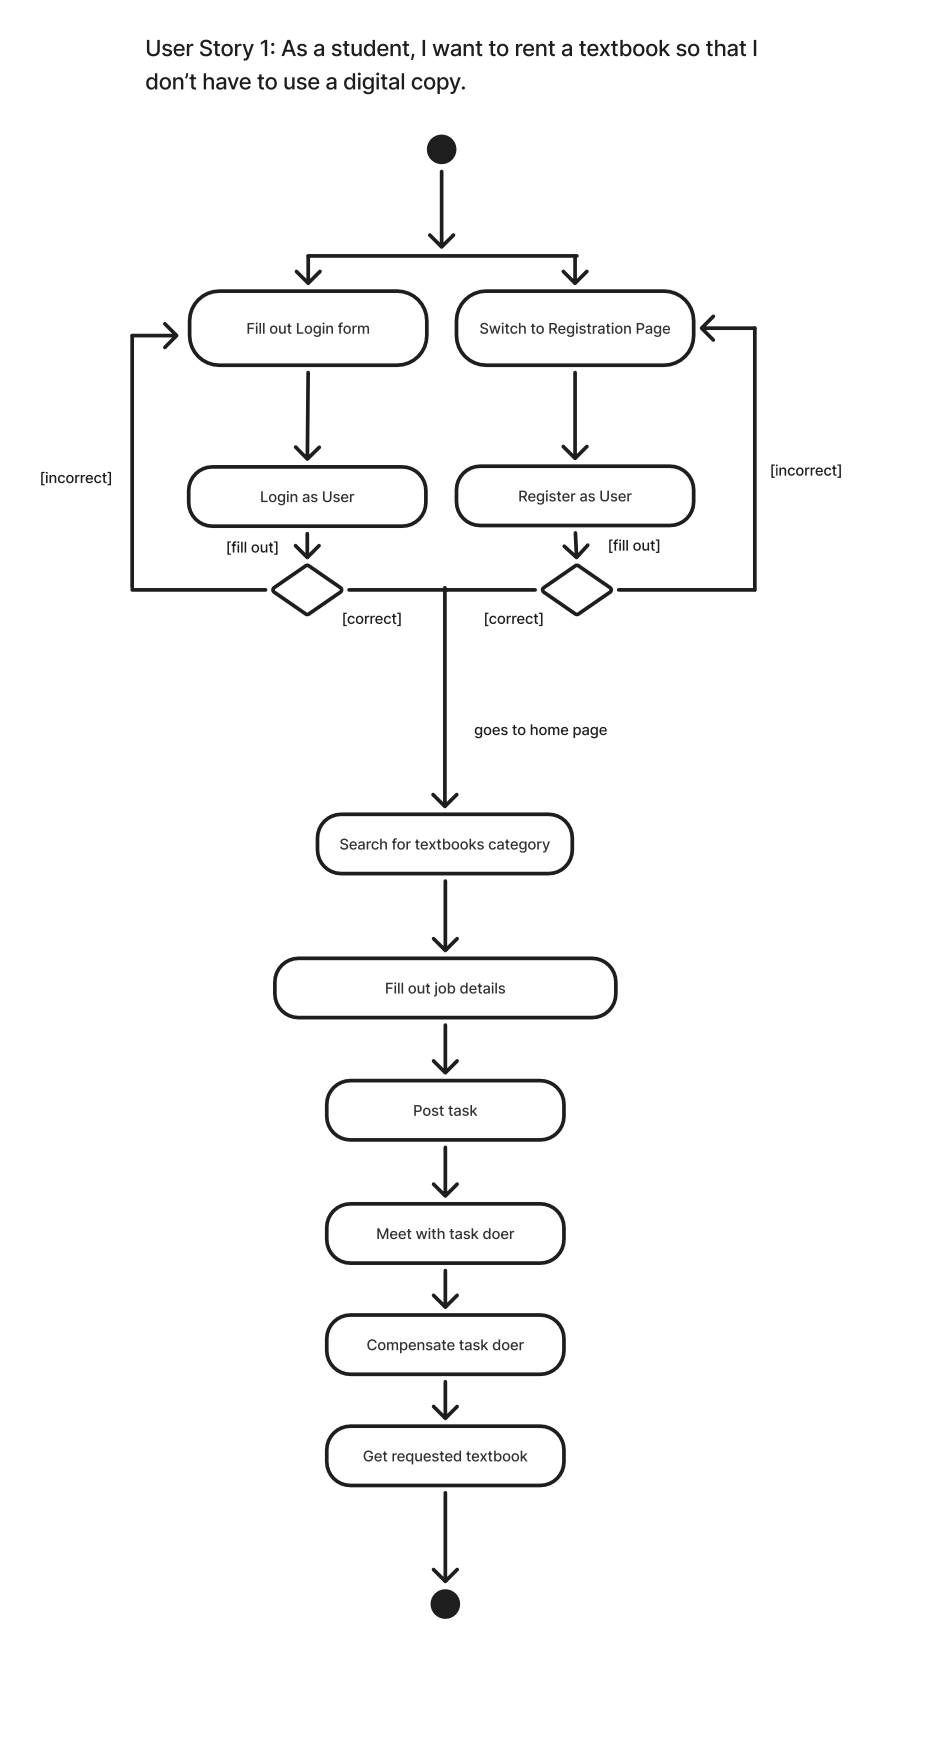 User Story 1: As a student, I want to rent a textbook so that I
don’t have to use a digital copy.
Fill out Login form
Switch to Registration Page
[incorrect]
[incorrect]
Login as User
Register as User
[fill out]
[fill out]
[correct]
[correct]
goes to home page
Search for textbooks category
Fill out job details
Post task
Meet with task doer
Compensate task doer
Get requested textbook